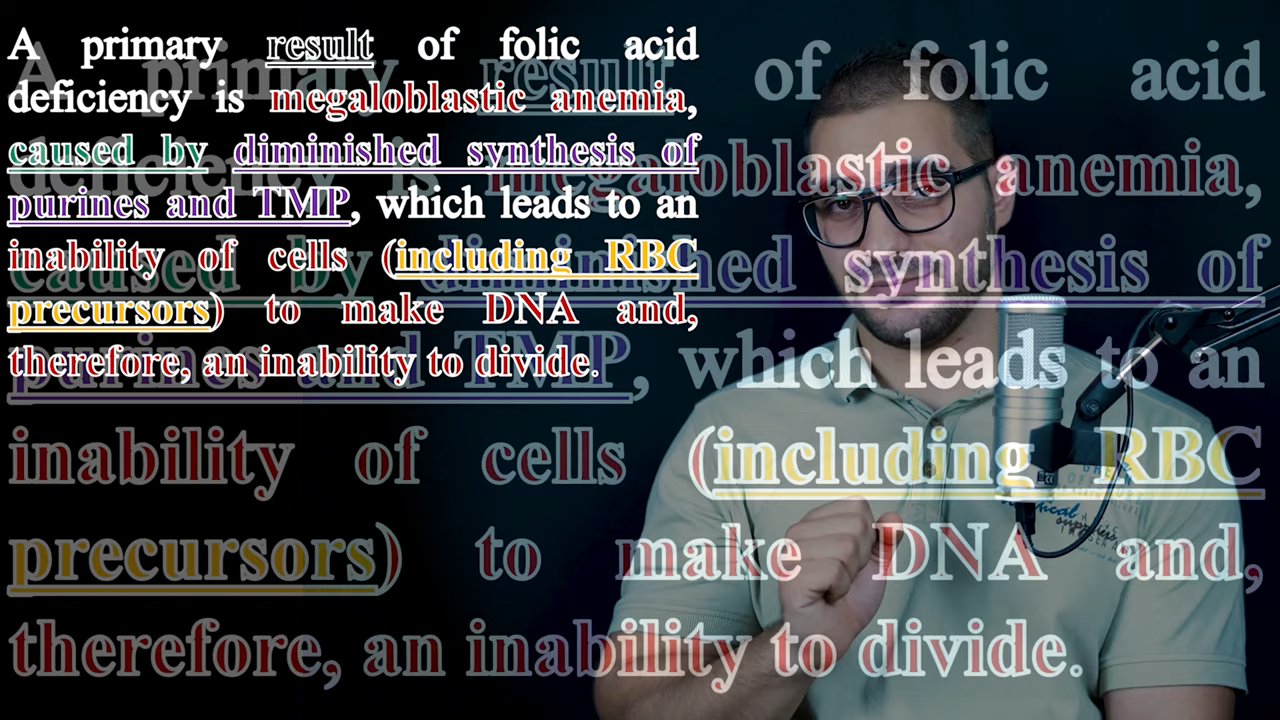 A primary result of folic acid
deficiency is megaloblastic anemia,
caused by diminished synthesis of
purines and TMP, which leads to an
inability of cells (including RBC
precursors) to make DNA and,
therefore, an inability to divide.
A primary result of folic acid
deficiency is megaloblastic anemia,
caused by diminished synthesis of
purines and TMP, which leads to an
inability of cells (including RBC
precursors) to make DNA and,
therefore, an inability to divide.